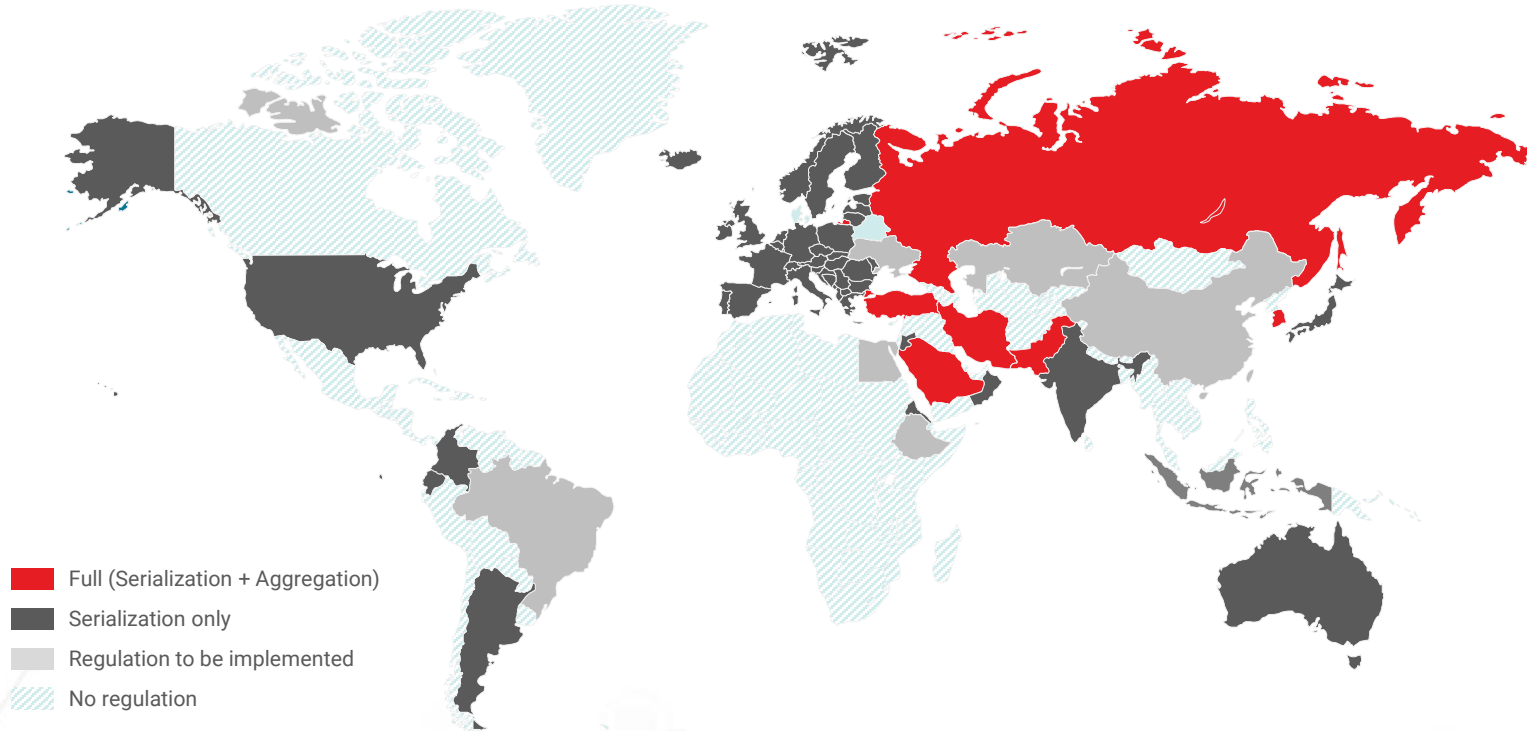 Full (Serialization + Aggregation)
Serialization only
Regulation to be implemented
No regulation